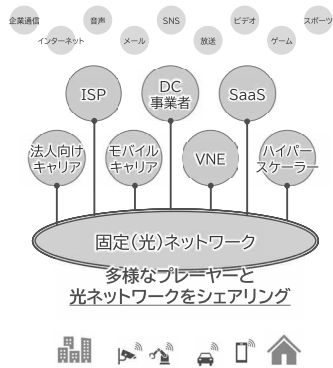 企業通信
音声
SNS
ビデオ
スポーツ
インターネット
メール
放送
ゲーム
ISP
DC
事業者
SaaS
法人向け
キャリア
モバイル
キャリア
VNE
ハイパー
スケーラー
固定(光)ネットワーク
多様なプレーヤーと
光ネットワークをシェアリング